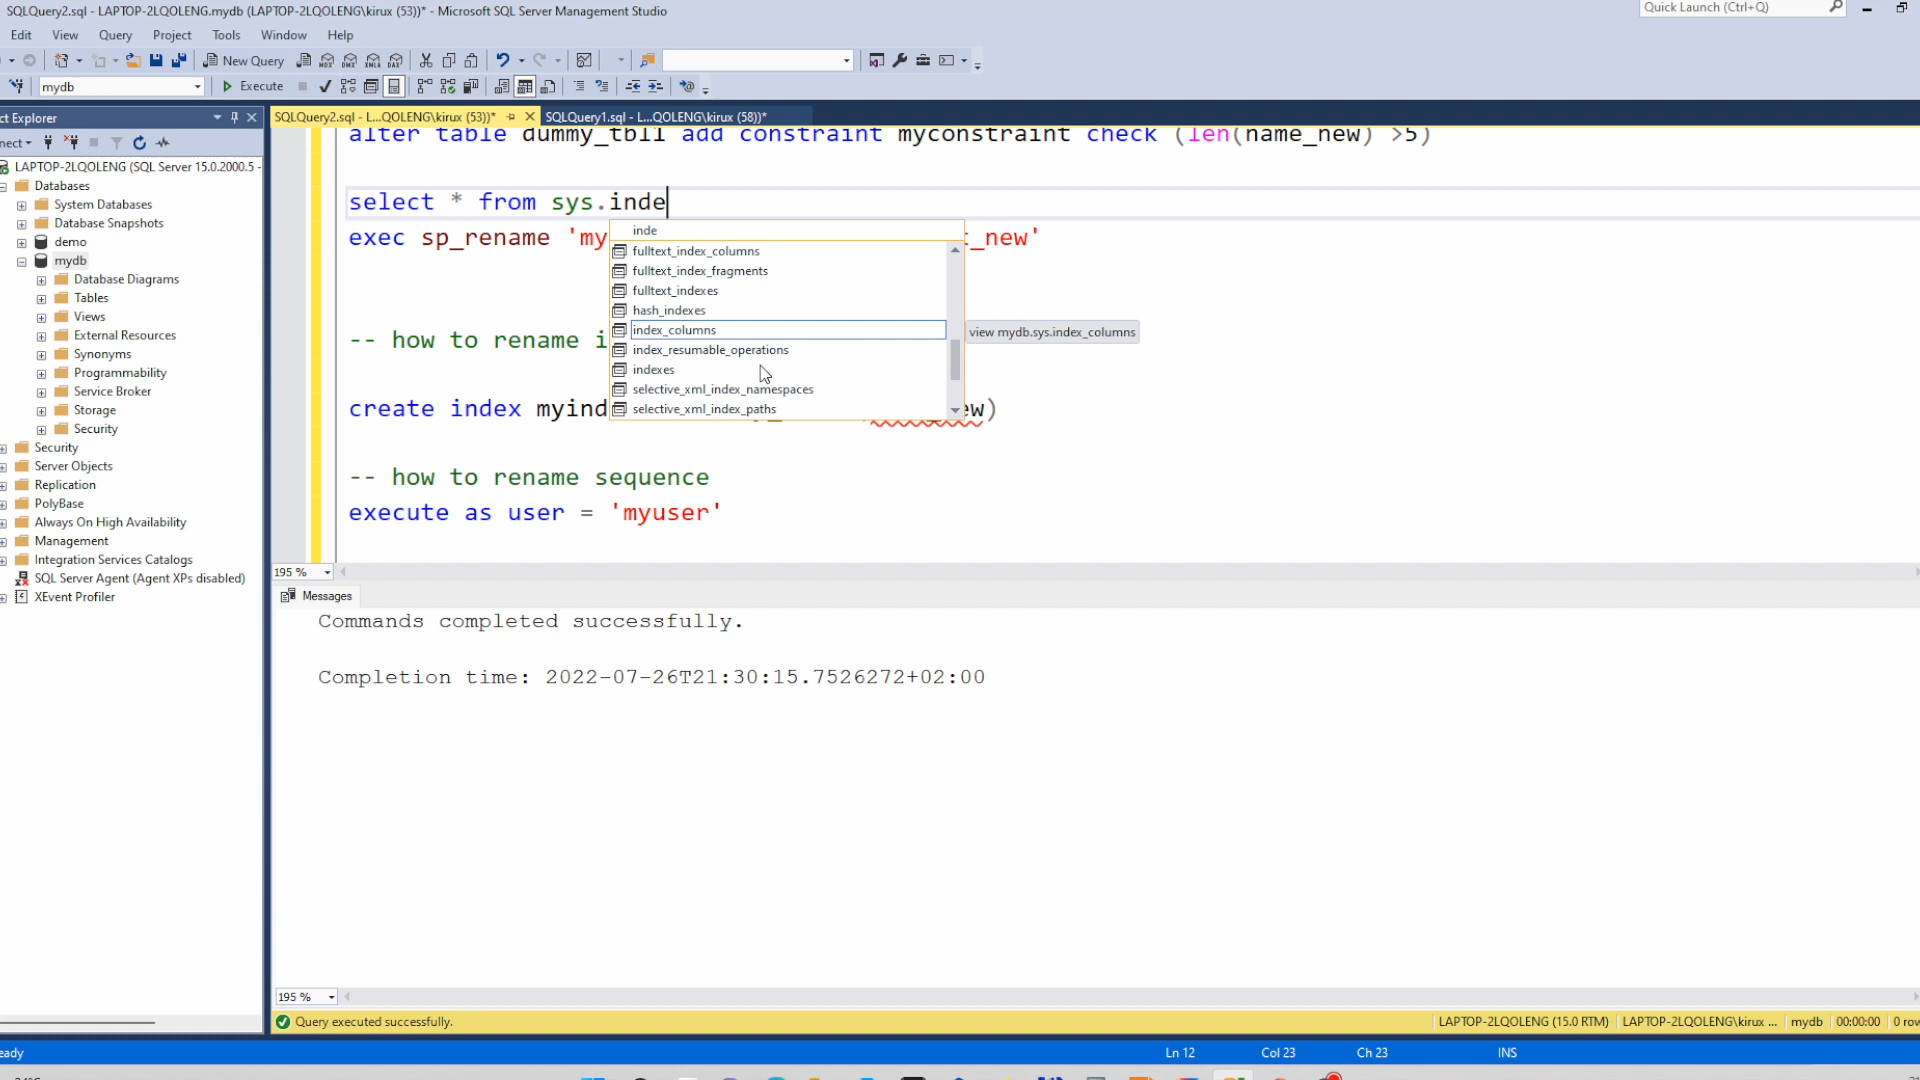 SQLQuery2.sql - LAPTOP-2LQOLENG.mydb (LAPTOP-2LQOLENG\kirux (53))* - Microsoft SQL Server Management Studio
Quick Launch (Ctrl+Q)
Edit View Query Project Tools Window Help
New Query
mydb
Execute
ct Explorer
SQLQuery2.sql - L...QOLENG\kirux (53))*
SQLQuery1.sql - L...QOLENG\kirux (58))*
nect
LAPTOP-2LQOLENG (SQL Server 15.0.2000.5 -
Databases
System Databases
Database Snapshots
demo
mydb
Database Diagrams
Tables
Views
External Resources
Synonyms
Programmability
Service Broker
Storage
Security
Security
Server Objects
Replication
PolyBase
Always On High Availability
Management
Integration Services Catalogs
SQL Server Agent (Agent XPs disabled)
XEvent Profiler
alter table dummy_tbl1 add constraint myconstraint check (len(name_new) >5)
select * from sys.inde
exec sp_rename 'my t_new'
-- how to rename i
create index myind ew)
-- how to rename sequence
execute as user = 'myuser'
inde
fulltext_index_columns
fulltext_index_fragments
fulltext_indexes
hash_indexes
index_columns
index_resumable_operations
indexes
selective_xml_index_namespaces
selective_xml_index_paths
view mydb.sys.index_columns
195 %
Messages
Commands completed successfully.
Completion time: 2022-07-26T21:30:15.7526272+02:00
195 %
Query executed successfully.
LAPTOP-2LQOLENG (15.0 RTM) LAPTOP-2LQOLENG\kirux ... mydb 00:00:00 0 row
eady
Ln 12 Col 23 Ch 23 INS